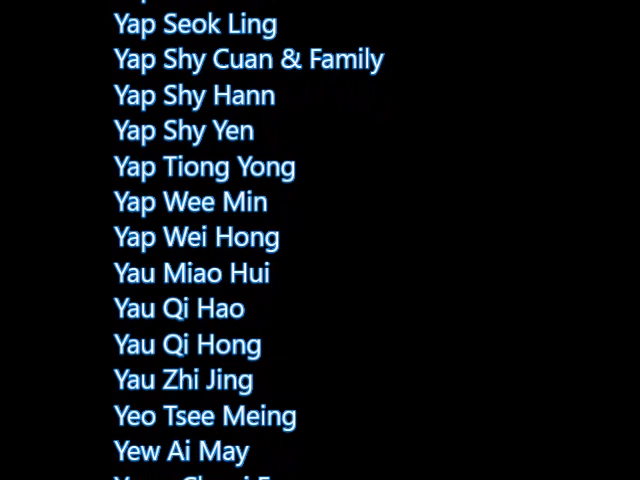 Yap Seok Ling
Yap Shy Cuan & Family
Yap Shy Hann
Yap Shy Yen
Yap Tiong Yong
Yap Wee Min
Yap Wei Hong
Yau Miao Hui
Yau Qi Hao
Yau Qi Hong
Yau Zhi Jing
Yeo Tsee Meing
Yew Ai May